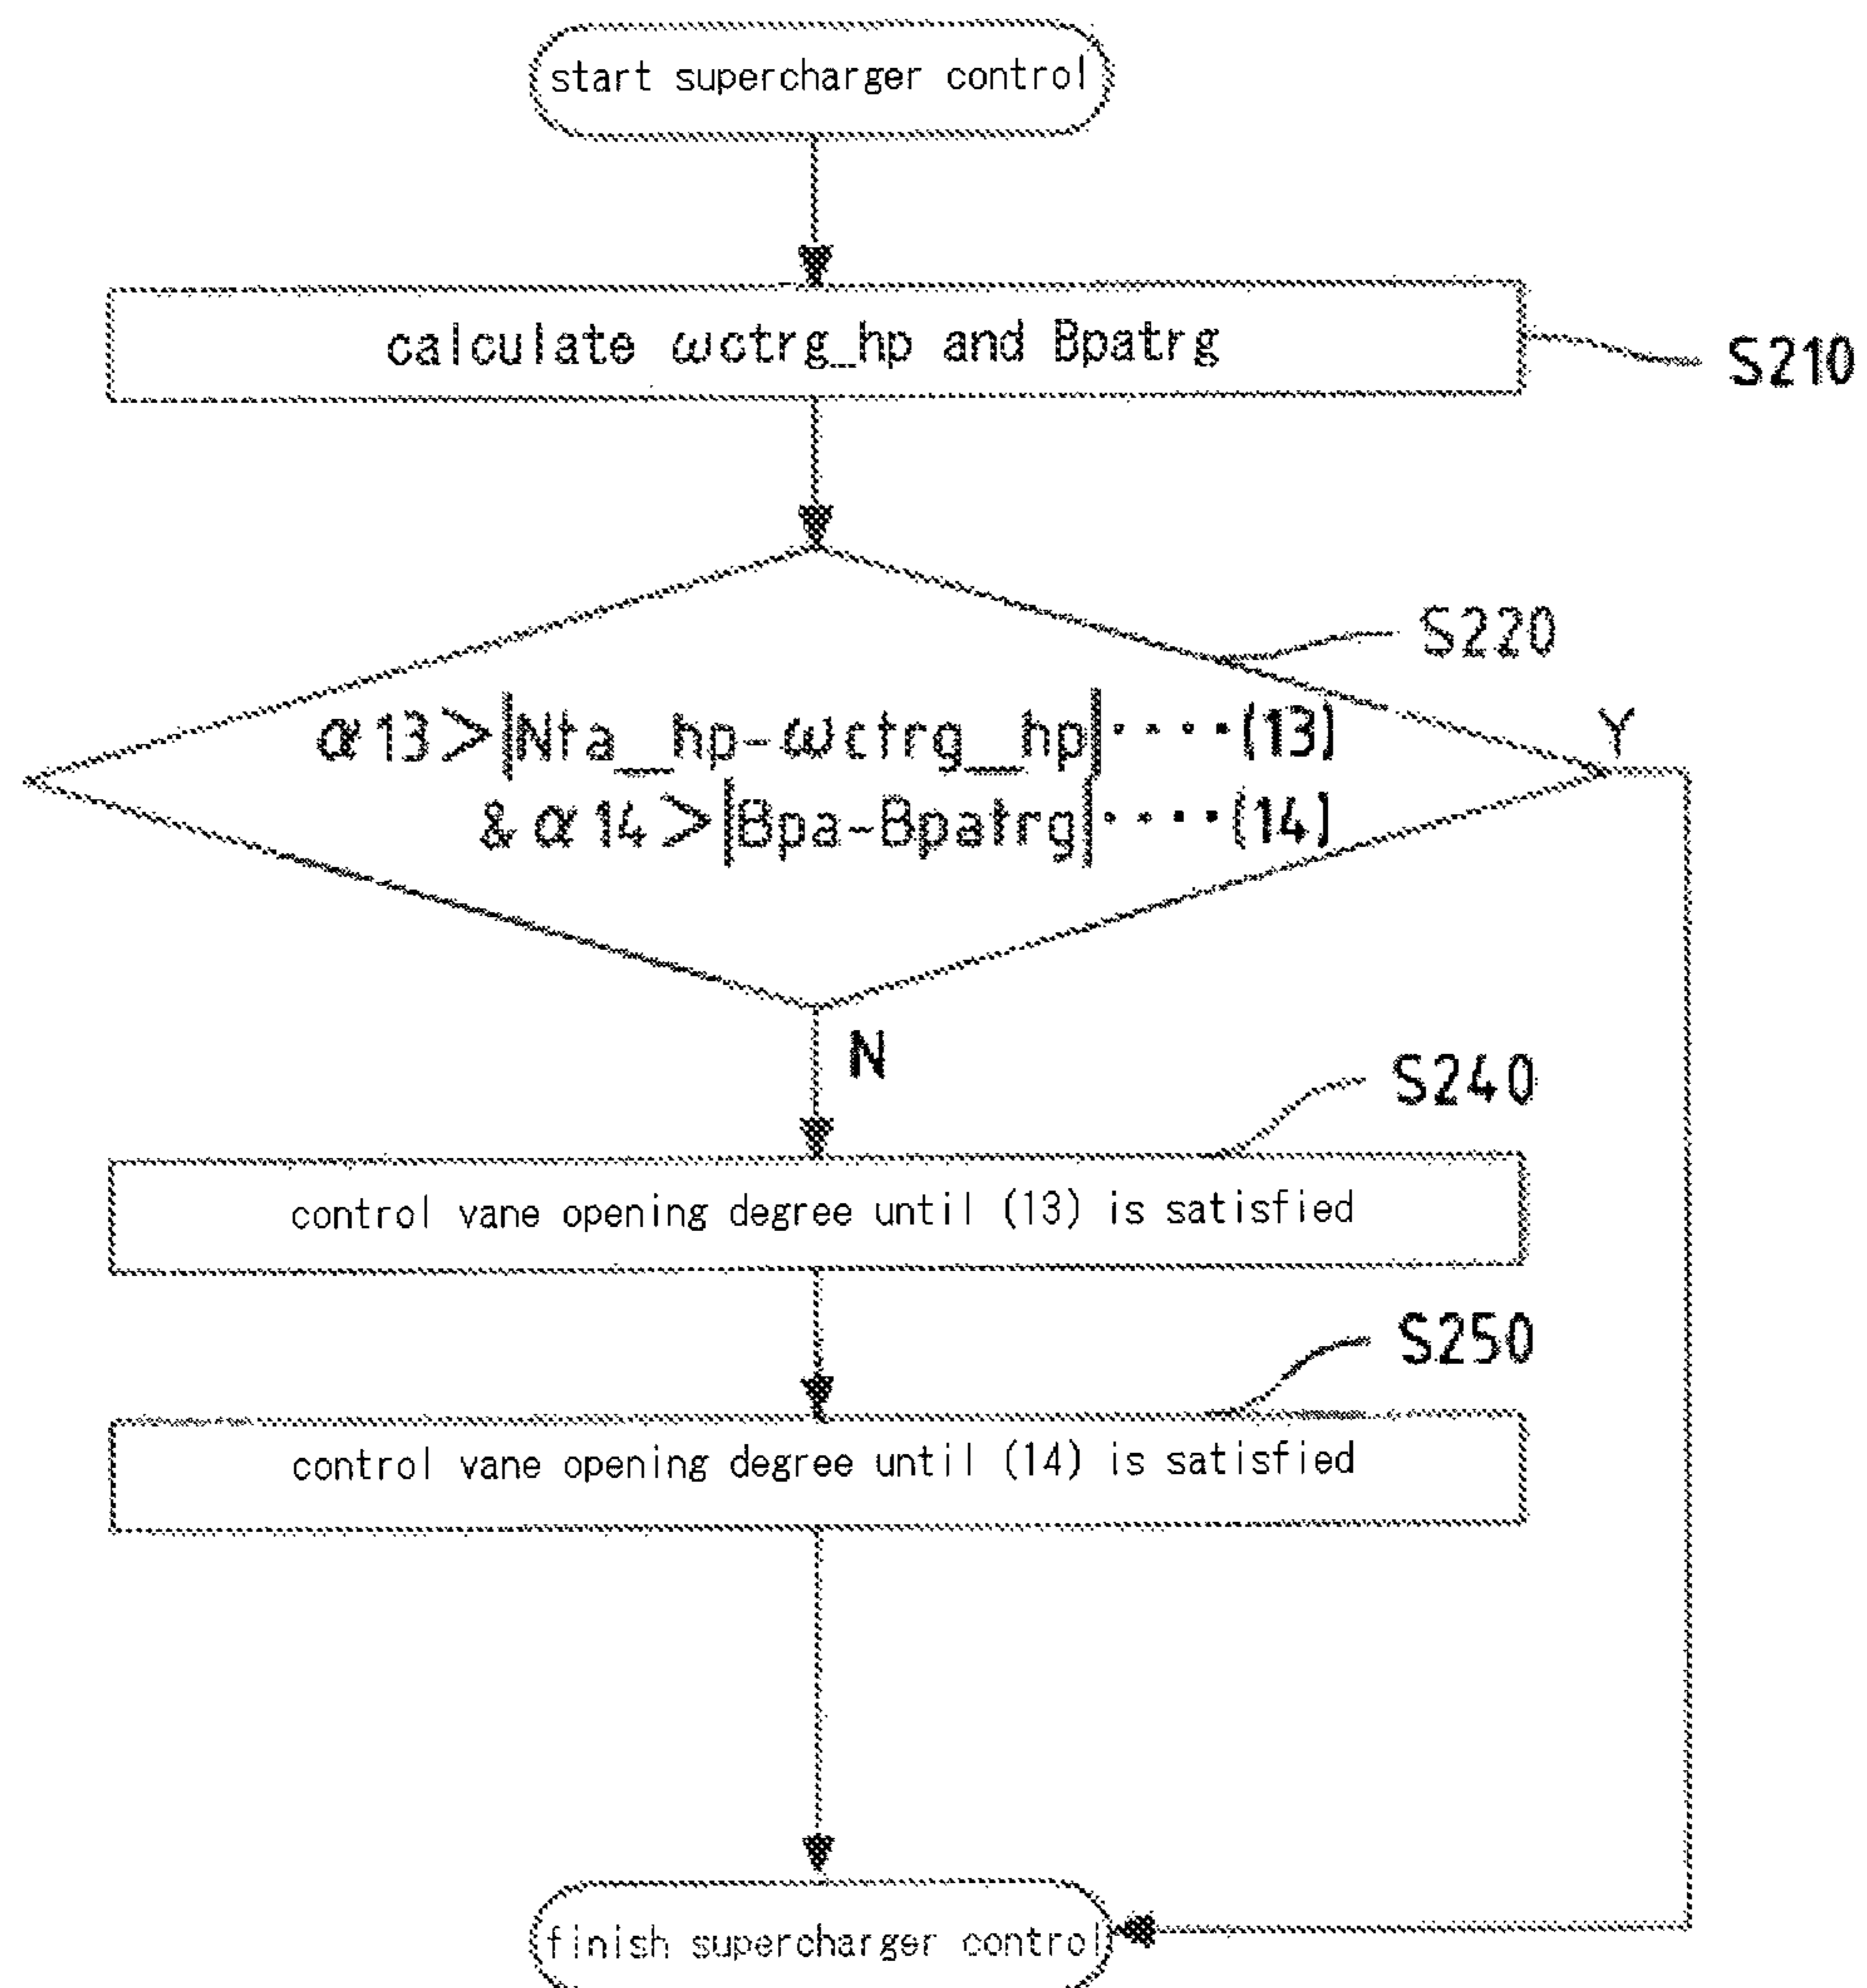 start supercharger control
calculate ωctrg_hp and Bpatrg
S210
S220
α13>|Nta_hp-ωctrg_hp|····(13)
Y
& α14>|Bpa-Bpatrg|····(14)
N
S240
control vane opening degree until (13) is satisfied
S250
control vane opening degree until (14) is satisfied
finish supercharger control